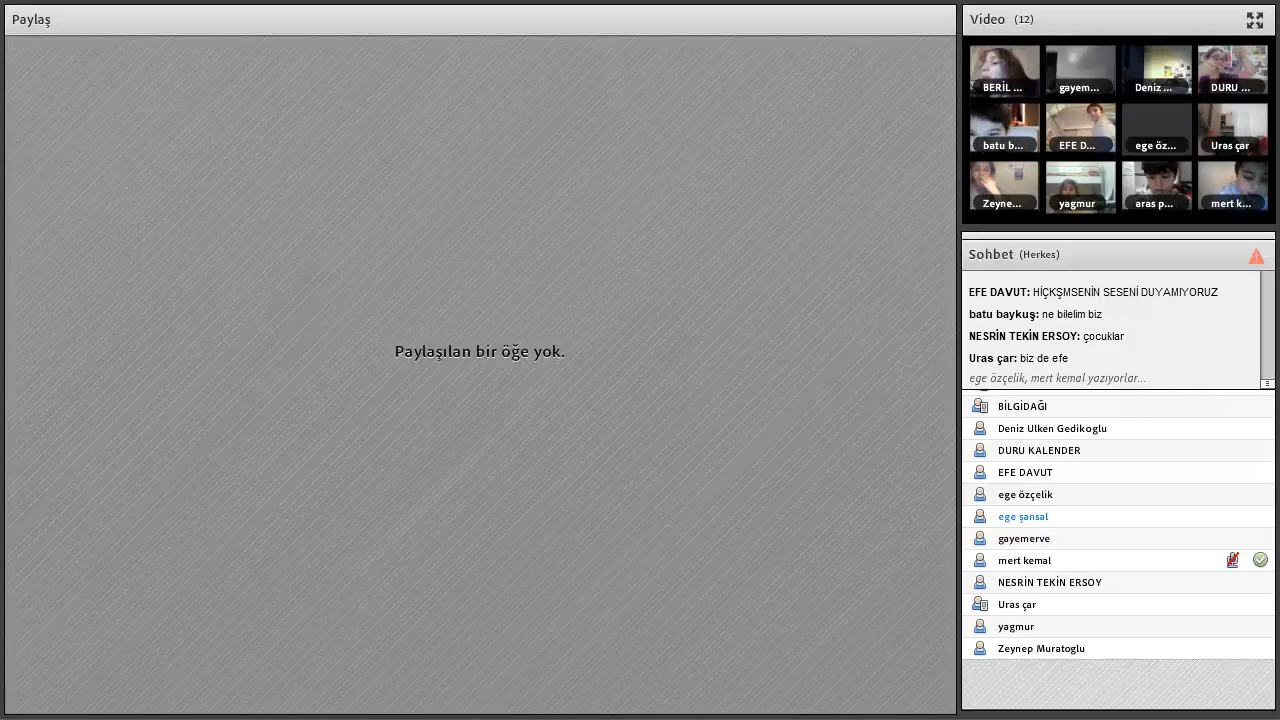 Paylaş
Paylaşılan bir öğe yok.
Video (12)
BERİL ...
gayem...
Deniz ...
DURU ...
batu b...
EFE D...
ege öz...
Uras çar
Zeyne...
yagmur
aras p...
mert k...
Sohbet (Herkes)
EFE DAVUT: HİÇKŞMSENİN SESENİ DUYAMIYORUZ
batu baykuş: ne bilelim biz
NESRİN TEKİN ERSOY: çocuklar
Uras çar: biz de efe
ege özçelik, mert kemal yazıyorlar...
BİLGİDAĞI
Deniz Ulken Gedikoglu
DURU KALENDER
EFE DAVUT
ege özçelik
ege şansal
gayemerve
mert kemal
NESRİN TEKİN ERSOY
Uras çar
yagmur
Zeynep Muratoglu